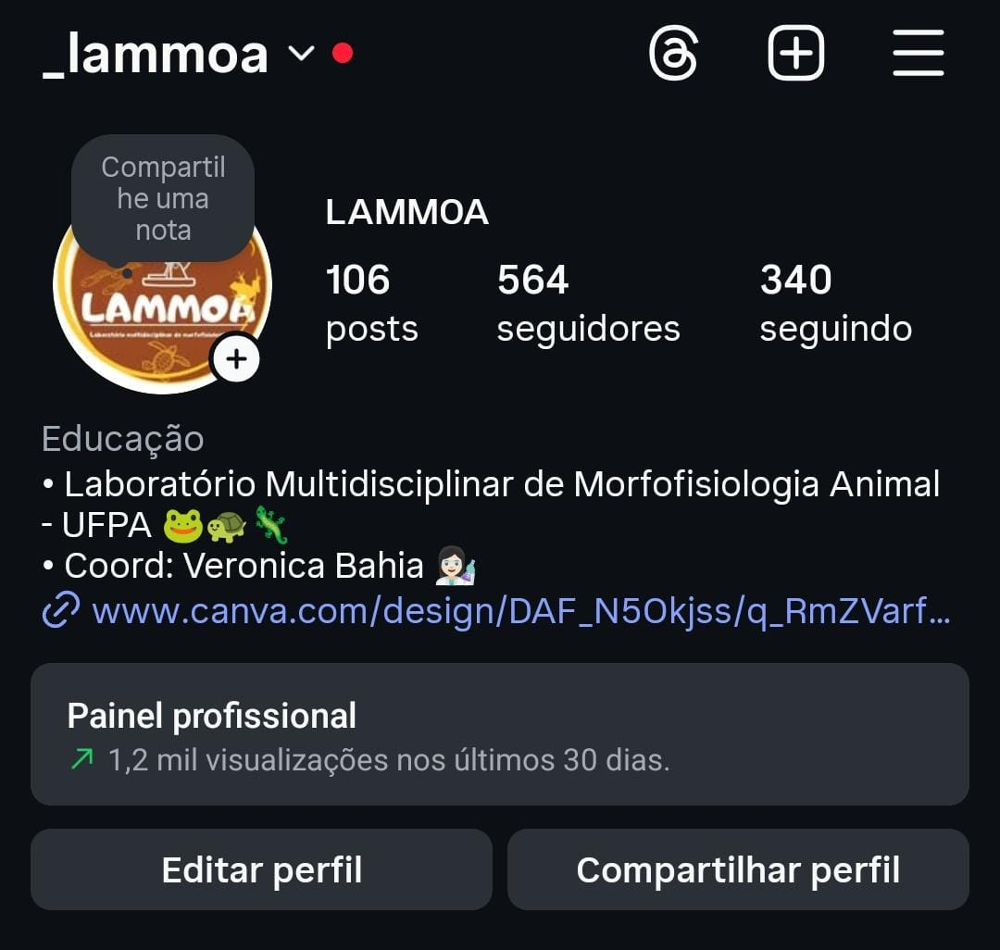 _lammoa
Compartil
he uma
nota
LAMMOA
106
564
340
posts
seguidores
seguindo
LAMMOA
Laboratório multidisciplinar de morfofisiolo
Educação
• Laboratório Multidisciplinar de Morfofisiologia Animal
- UFPA 🐸🐢🦎
• Coord: Veronica Bahia 👩🏻‍🔬
www.canva.com/design/DAF_N5Okjss/q_RmZVarf...
Painel profissional
1,2 mil visualizações nos últimos 30 dias.
Editar perfil
Compartilhar perfil